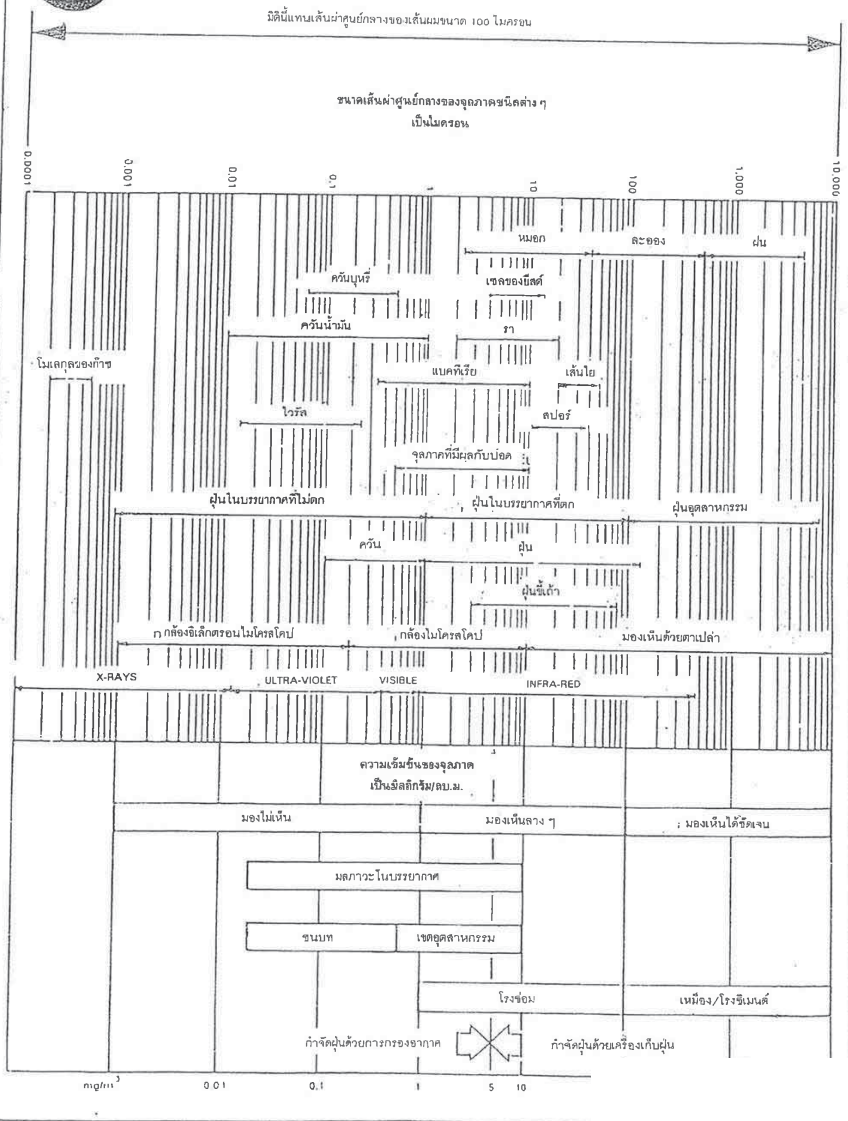 มิตินี้แทนเส้นผ่าศูนย์กลางของเส้นผมขนาด 100 ไมครอน
ขนาดเส้นผ่าศูนย์กลางของจุลภาคชนิดต่าง ๆ
เป็นไมครอน
0.0001 0.001 0.01 0.1 1 10 100 1,000 10,000
หมอก ละออง ฝน
ควันบุหรี่ เซลของยีสต์
ควันน้ำมัน รา
โมเลกุลของก๊าซ แบคทีเรีย เส้นใย
ไวรัส สปอร์
จุลภาคที่มีผลกับปอด
ฝุ่นในบรรยากาศที่ไม่ตก ฝุ่นในบรรยากาศที่ตก ฝุ่นอุตสาหกรรม
ควัน ฝุ่น
ฝุ่นขี้เถ้า
กล้องอิเล็กตรอนไมโครสโคป กล้องไมโครสโคป มองเห็นด้วยตาเปล่า
X-RAYS ULTRA-VIOLET VISIBLE INFRA-RED
ความเข้มข้นของจุลภาค
เป็นมิลลิกรัม/ลบ.ม.
มองไม่เห็น มองเห็นลาง ๆ มองเห็นได้ชัดเจน
มลภาวะในบรรยากาศ
ชนบท เขตอุตสาหกรรม
โรงซ่อม เหมือง/โรงซีเมนต์
กำจัดฝุ่นด้วยการกรองอากาศ กำจัดฝุ่นด้วยเครื่องเก็บฝุ่น
mg/m³ 0.01 0.1 1 5 10